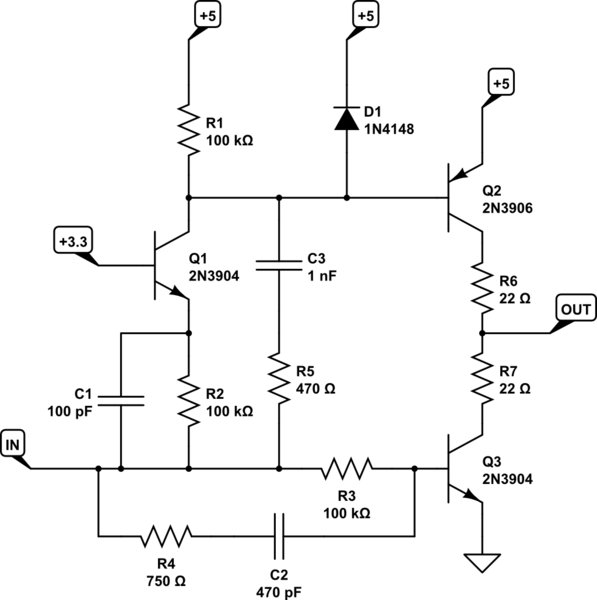 +5
+5
+5
R1
100 kΩ
D1
1N4148
Q2
2N3906
+3.3
Q1
2N3904
C3
1 nF
R6
22 Ω
OUT
C1
100 pF
R2
100 kΩ
R5
470 Ω
R7
22 Ω
IN
R3
100 kΩ
Q3
2N3904
R4
750 Ω
C2
470 pF